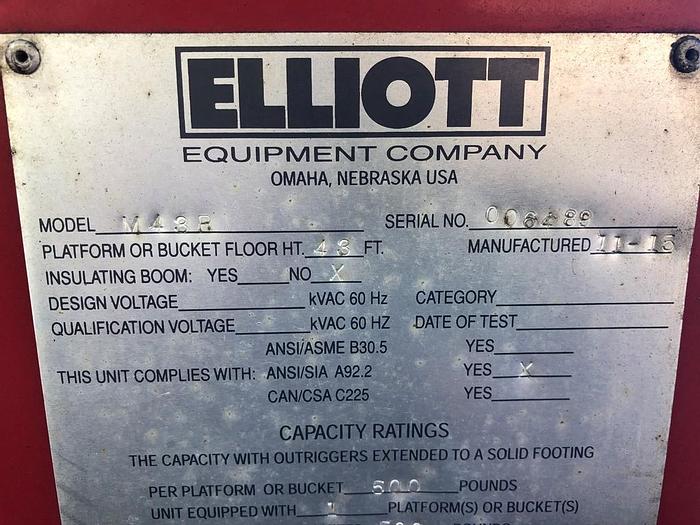 ELLIOTT
EQUIPMENT COMPANY
OMAHA, NEBRASKA USA
MODEL M43R SERIAL NO. 006489
PLATFORM OR BUCKET FLOOR HT. 43 FT. MANUFACTURED 11-15
INSULATING BOOM: YES NO X
DESIGN VOLTAGE kVAC 60 Hz CATEGORY
QUALIFICATION VOLTAGE kVAC 60 HZ DATE OF TEST
ANSI/ASME B30.5 YES
THIS UNIT COMPLIES WITH: ANSI/SIA A92.2 YES X
CAN/CSA C225 YES
CAPACITY RATINGS
THE CAPACITY WITH OUTRIGGERS EXTENDED TO A SOLID FOOTING
PER PLATFORM OR BUCKET 500 POUNDS
UNIT EQUIPPED WITH 1 PLATFORM(S) OR BUCKET(S)